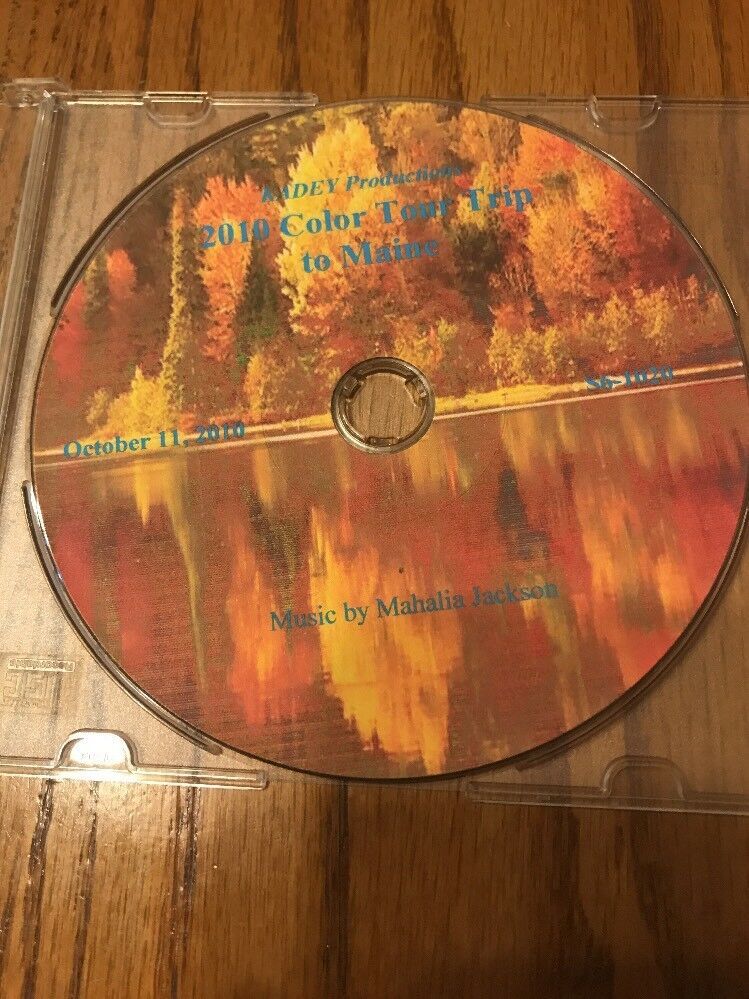 KADEY Productions
2010 Color Tour Trip
to Maine
October 11, 2010
S6-1020
Music by Mahalia Jackson